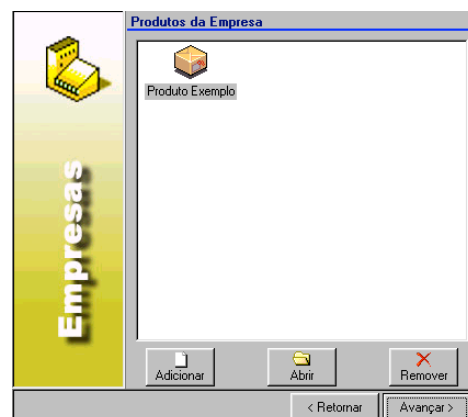 Produtos da Empresa
Produto Exemplo
Empresas
Adicionar
Abrir
Remover
< Retornar
Avançar >